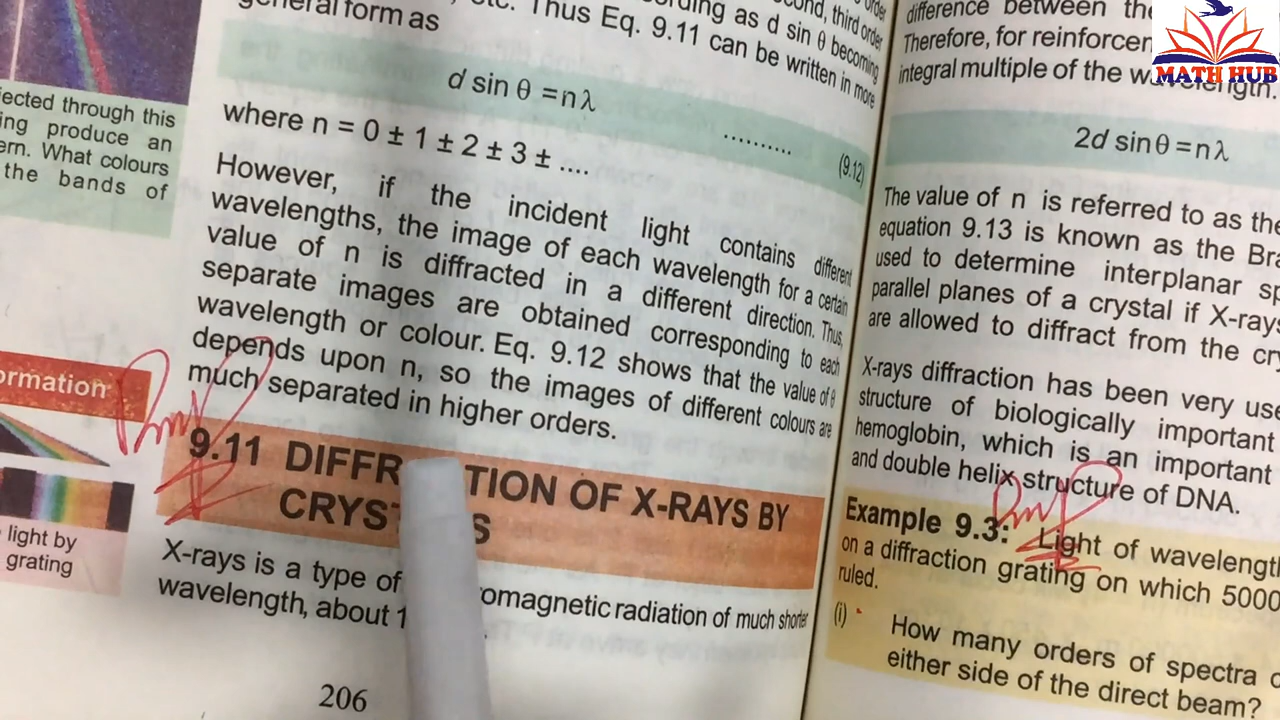 jected through this
ing produce an
ern. What colours
the bands of
ormation
light by
grating
general form as
etc. Thus Eq. 9.11 can be written in more
as d sin θ becoming
second, third order
d sin θ = nλ
.......... (9.12)
where n = 0 ± 1 ± 2 ± 3 ± ....
However, if the incident light contains different
wavelengths, the image of each wavelength for a certain
value of n is diffracted in a different direction. Thus,
separate images are obtained corresponding to each
wavelength or colour. Eq. 9.12 shows that the value of θ
depends upon n, so the images of different colours are
much separated in higher orders.
9.11 DIFFR TION OF X-RAYS BY
CRYS S
X-rays is a type of omagnetic radiation of much shorter
wavelength, about 1
206
difference between the
Therefore, for reinforcem
integral multiple of the wavelength.
MATH HUB
2d sinθ = nλ
The value of n is referred to as the
equation 9.13 is known as the Bra
used to determine interplanar sp
parallel planes of a crystal if X-rays
are allowed to diffract from the cry
X-rays diffraction has been very use
structure of biologically important
hemoglobin, which is an important
and double helix structure of DNA.
Example 9.3: Light of wavelength
on a diffraction grating on which 5000
ruled.
(i) How many orders of spectra
either side of the direct beam?